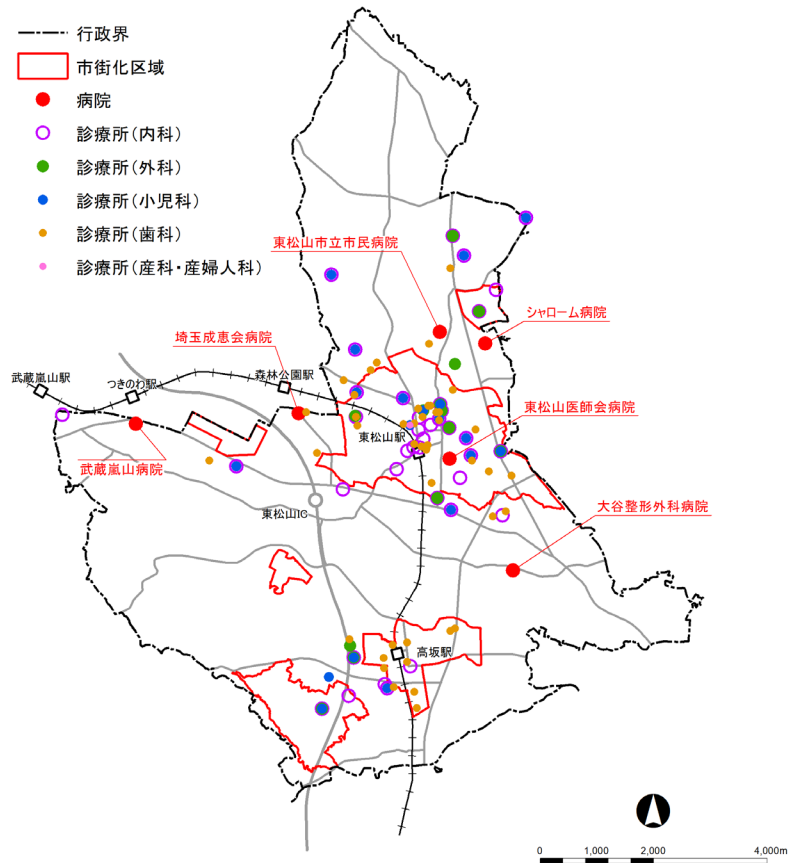 行政界
市街化区域
病院
診療所(内科)
診療所(外科)
診療所(小児科)
診療所(歯科)
診療所(産科・産婦人科)
東松山市立市民病院
シャローム病院
埼玉成恵会病院
武蔵嵐山駅
つきのわ駅
森林公園駅
東松山医師会病院
東松山駅
武蔵嵐山病院
東松山IC
大谷整形外科病院
高坂駅
0 1,000 2,000 4,000m